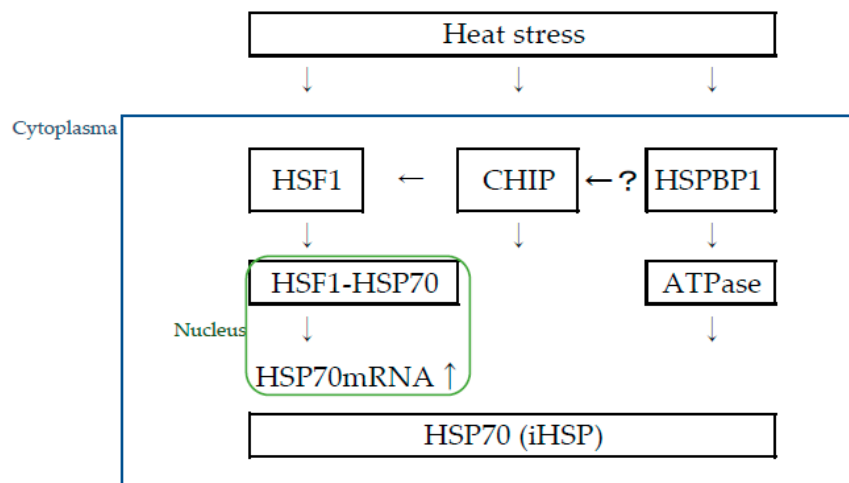 Heat stress
↓ ↓ ↓
Cytoplasma
HSF1 ← CHIP ←? HSPBP1
↓ ↓ ↓
HSF1-HSP70 ATPase
Nucleus ↓ ↓
HSP70mRNA ↑
HSP70 (iHSP)